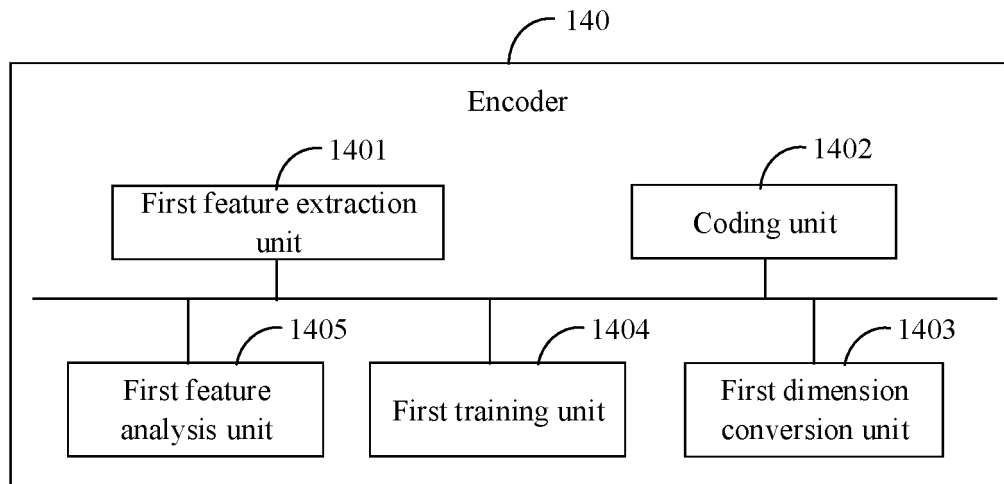 140
Encoder
1401
1402
First feature extraction
unit
Coding unit
1405
1404
1403
First feature
analysis unit
First training unit
First dimension
conversion unit